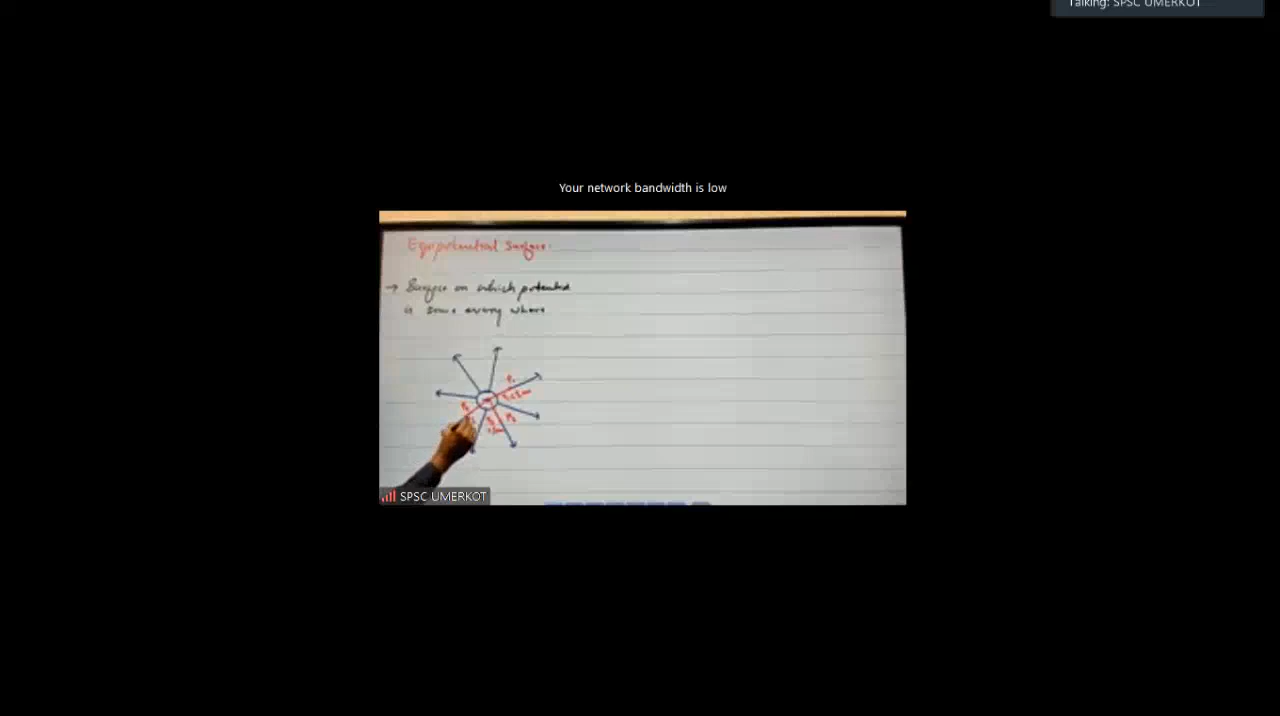 Talking: SPSC UMERKOT
Your network bandwidth is low
Equipotential Surface.
→ Surface on which potential
is same every where
SPSC UMERKOT